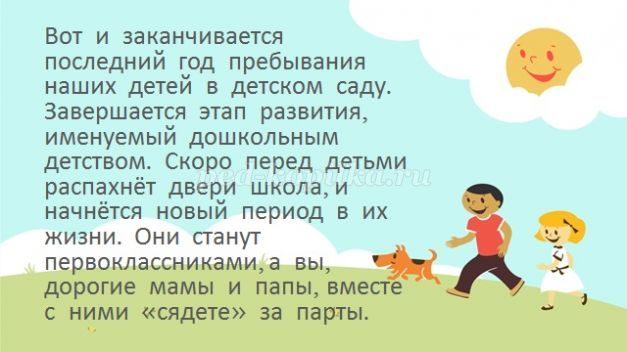 Вот и заканчивается
последний год пребывания
наших детей в детском саду.
Завершается этап развития,
именуемый дошкольным
детством. Скоро перед детьми
распахнёт двери школа, и
начнётся новый период в их
жизни. Они станут
первоклассниками, а вы,
дорогие мамы и папы, вместе
с ними «сядете» за парты.
ped-kopilka.ru